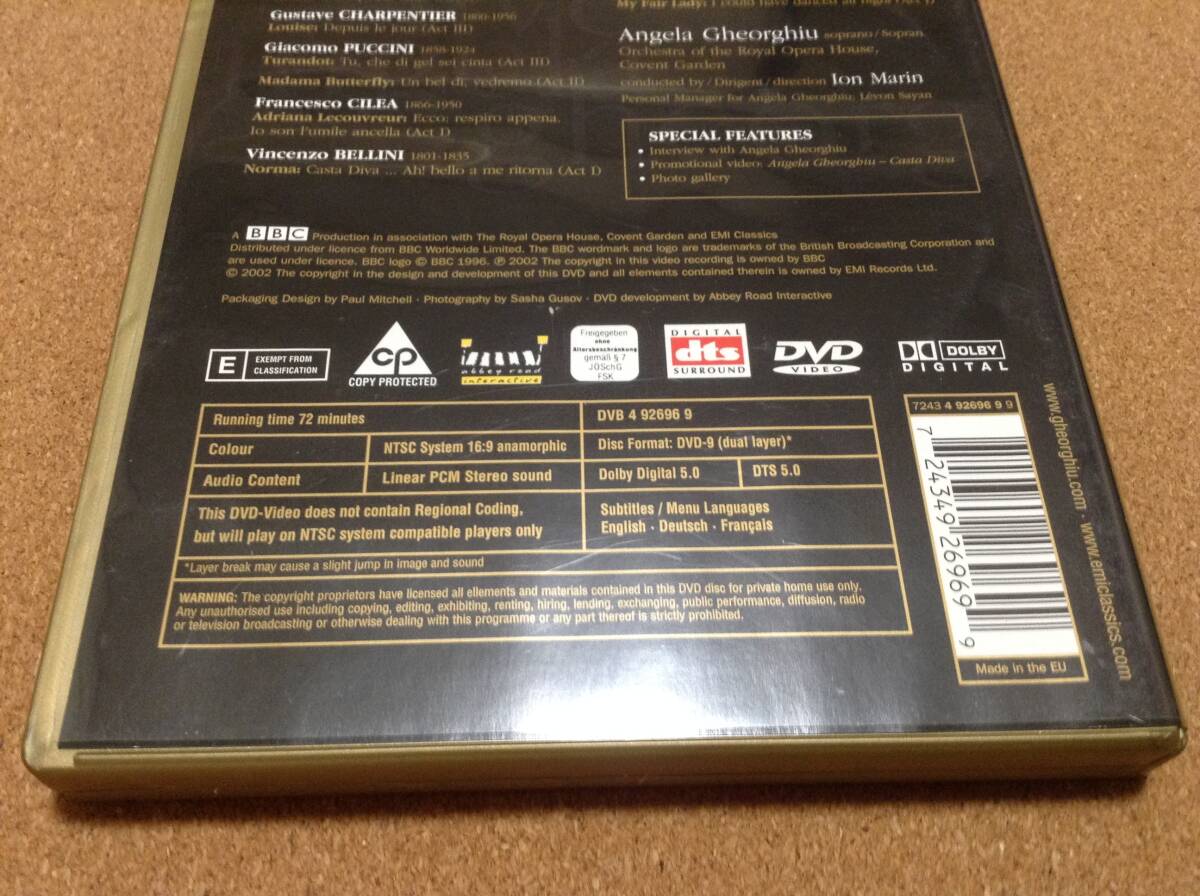 Gustave CHARPENTIER 1860-1956
Louise: Depuis le jour (Act III)
Giacomo PUCCINI 1858-1924
Turandot: Tu, che di gel sei cinta (Act III)
Madama Butterfly: Un bel dì, vedremo (Act II)
Francesco CILEA 1866-1950
Adriana Lecouvreur: Ecco: respiro appena.
Io son l'umile ancella (Act I)
Vincenzo BELLINI 1801-1835
Norma: Casta Diva ... Ah! bello a me ritorna (Act I)
My Fair Lady: I could have danced all night (Act I)
Angela Gheorghiu soprano/Sopran
Orchestra of the Royal Opera House,
Covent Garden
conducted by/Dirigent/direction Ion Marin
Personal Manager for Angela Gheorghiu: Levon Sayan
SPECIAL FEATURES
• Interview with Angela Gheorghiu
• Promotional video: Angela Gheorghiu – Casta Diva
• Photo gallery
A BBC Production in association with The Royal Opera House, Covent Garden and EMI Classics
Distributed under licence from BBC Worldwide Limited. The BBC wordmark and logo are trademarks of the British Broadcasting Corporation and
are used under licence. BBC logo © BBC 1996. ℗ 2002 The copyright in this video recording is owned by BBC
© 2002 The copyright in the design and development of this DVD and all elements contained therein is owned by EMI Records Ltd.
Packaging Design by Paul Mitchell · Photography by Sasha Gusov · DVD development by Abbey Road Interactive
E EXEMPT FROM
CLASSIFICATION
CP
COPY PROTECTED
abbey road
interactive
Freigegeben
ohne
Altersbeschränkung
gemäß § 7
JÖSchG
FSK
DIGITAL
dts
SURROUND
DVD
VIDEO
DOLBY
DIGITAL
Running time 72 minutes
DVB 4 92696 9
Colour
NTSC System 16:9 anamorphic
Disc Format: DVD-9 (dual layer)*
Audio Content
Linear PCM Stereo sound
Dolby Digital 5.0
DTS 5.0
This DVD-Video does not contain Regional Coding,
but will play on NTSC system compatible players only
Subtitles / Menu Languages
English · Deutsch · Français
*Layer break may cause a slight jump in image and sound
WARNING: The copyright proprietors have licensed all ellements and materials contained in this DVD disc for private home use only.
Any unauthorised use including copying, editing, exhibiting, renting, hiring, lending, exchanging, public performance, diffusion, radio
or television broadcasting or otherwise dealing with this programme or any part thereof is strictly prohibited.
7243 4 92696 9 9
7 24349 26969 9
Made in the EU
www.gheorghiu.com · www.emiclassics.com